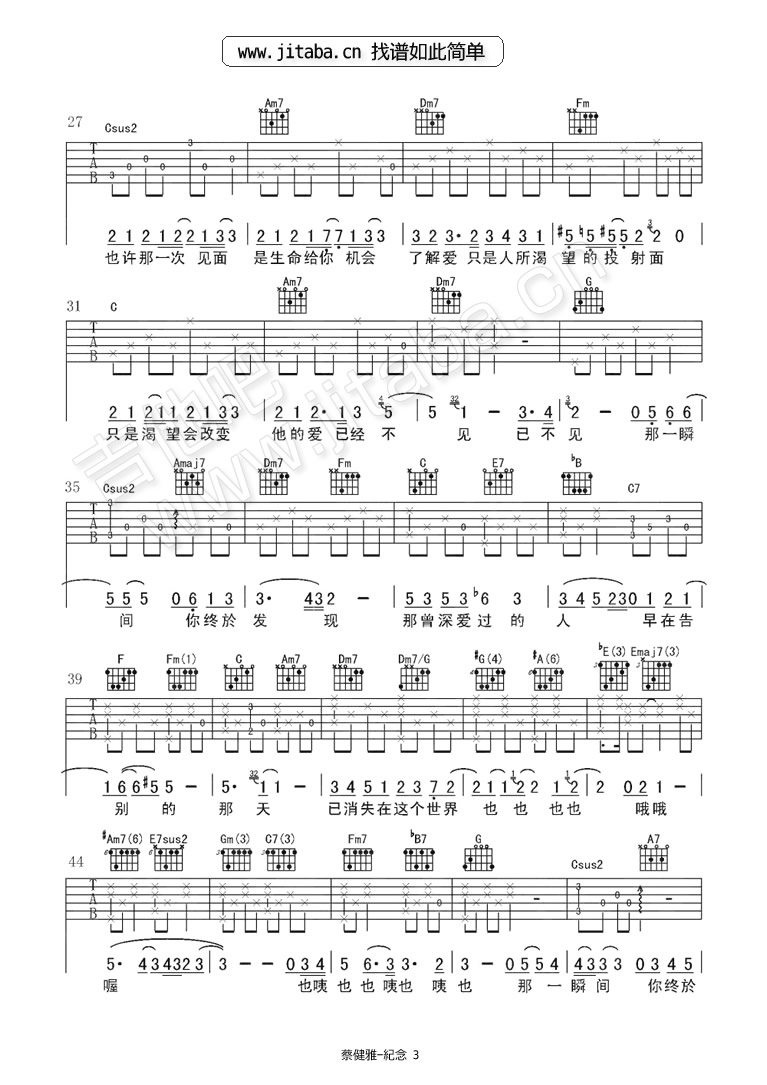 www.jitaba.cn 找谱如此简单
Am7 Dm7 Fm
27 Csus2
T A B
2 1 2 1 2 2 1 3 3 2 1 2 1 7 7 1 3 3 3 2 3· 2 3 4 3 1 #5 ♮5 #5 5 2 2 0
也许那一次 见面 是生命给你 机会 了解爱 只是人所渴 望的投 射面
Am7 Dm7 G
31 C
T A B
2 1 2 1 1 2 1 3 3 2 1 2· 1 3 5 5 1 — 3· 4 2 — 0 5 6 6
只是渴 望会改变 他的爱已经 不 见 已不见 那一瞬
Amaj7 Dm7 Fm C E7 ♭B
35 Csus2 C7
T A B
5 5 5 0 6 1 3 3· 4 3 2 — 5 3 5 3 ♭6 3 3 4 5 2 3 0 1 2 1
间 你终於 发 现 那曾深爱过的 人 早在告
F Fm(1) C Am7 Dm7 Dm7/G #G(4) #A(6) ♭E(3) Emaj7(3)
39
T A B
1 6 6 6 #5 5 — 5· 1 1 — 3 4 5 1 2 3 7 2 2 1 1 2 2 1 2 2 0 2 1 —
别 的 那 天 已消失在这个世界 也 也 也也 哦哦
#Am7(6) E7sus2 Gm(3) C7(3) Fm7 ♭B7 G A7
44 Csus2
T A B
5· 4 3 4 3 2 3 3 — — 0 3 4 5 6· 3 3 — 0 5 5 4 4 3 3 3 0 3 4 5
喔 也咦 也 也 咦也 咦 也 那 一 瞬 间 你终於
蔡健雅-紀念 3
吉他吧
www.jitaba.cn